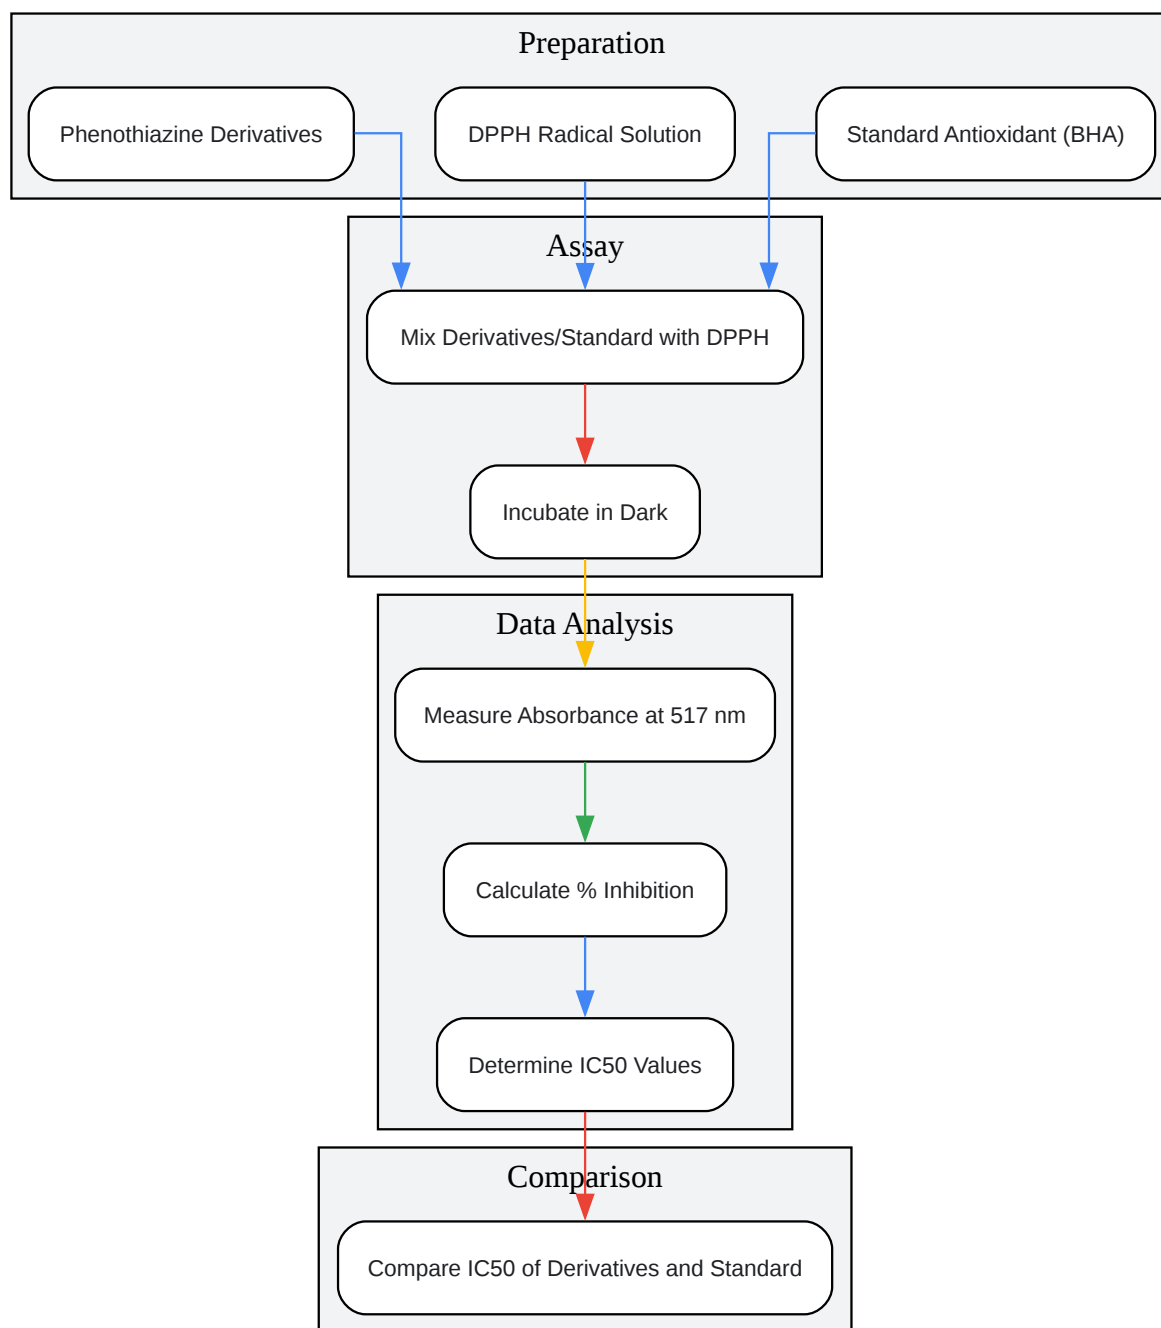 Preparation
Phenothiazine Derivatives
DPPH Radical Solution
Standard Antioxidant (BHA)
Assay
Mix Derivatives/Standard with DPPH
Incubate in Dark
Data Analysis
Measure Absorbance at 517 nm
Calculate % Inhibition
Determine IC50 Values
Comparison
Compare IC50 of Derivatives and Standard